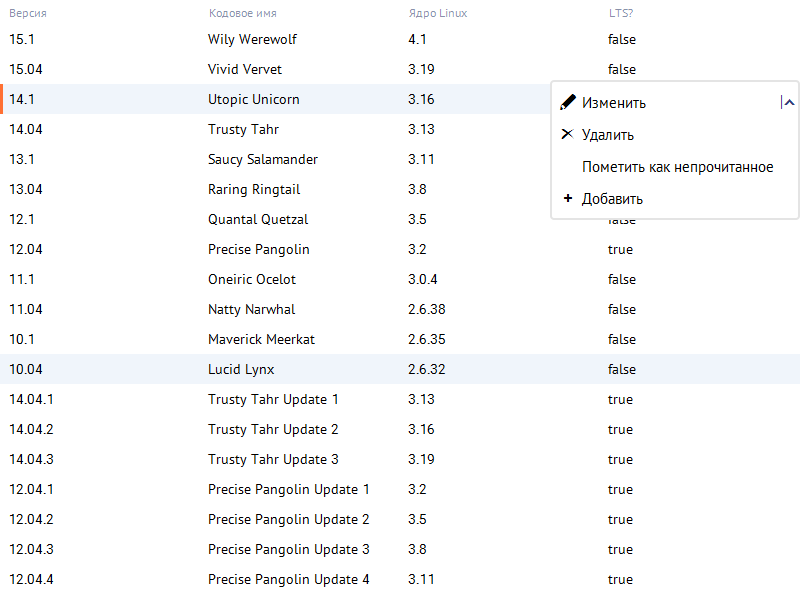 Версия Кодовое имя Ядро Linux LTS?
15.1 Wily Werewolf 4.1 false
15.04 Vivid Vervet 3.19 false
14.1 Utopic Unicorn 3.16
Изменить
14.04 Trusty Tahr 3.13
Удалить
13.1 Saucy Salamander 3.11
Пометить как непрочитанное
13.04 Raring Ringtail 3.8
Добавить
12.1 Quantal Quetzal 3.5 false
12.04 Precise Pangolin 3.2 true
11.1 Oneiric Ocelot 3.0.4 false
11.04 Natty Narwhal 2.6.38 false
10.1 Maverick Meerkat 2.6.35 false
10.04 Lucid Lynx 2.6.32 false
14.04.1 Trusty Tahr Update 1 3.13 true
14.04.2 Trusty Tahr Update 2 3.16 true
14.04.3 Trusty Tahr Update 3 3.19 true
12.04.1 Precise Pangolin Update 1 3.2 true
12.04.2 Precise Pangolin Update 2 3.5 true
12.04.3 Precise Pangolin Update 3 3.8 true
12.04.4 Precise Pangolin Update 4 3.11 true